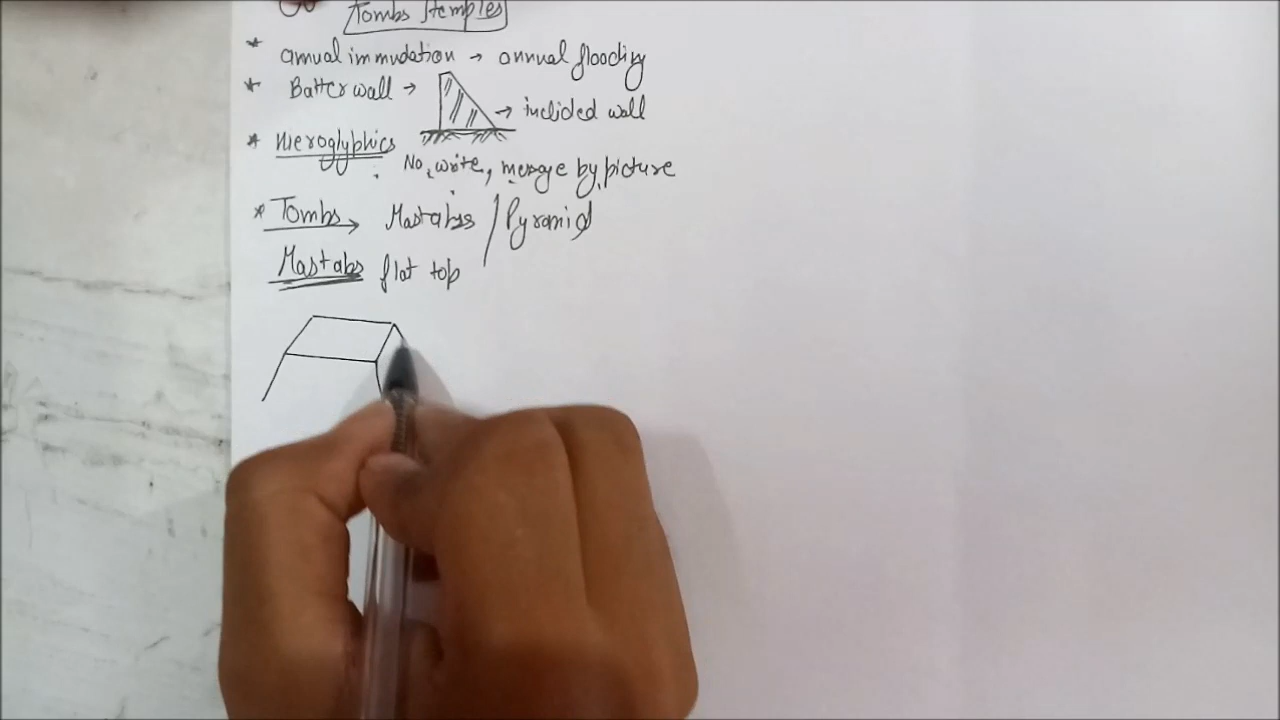 Tombs & temples
* annual immudation → annual flooding
* Batter wall →
→ inclided wall
* Hieroglyphics
No, write, mersge by picture
* Tombs → Mastabs / Pyramid
Mastabs flat top